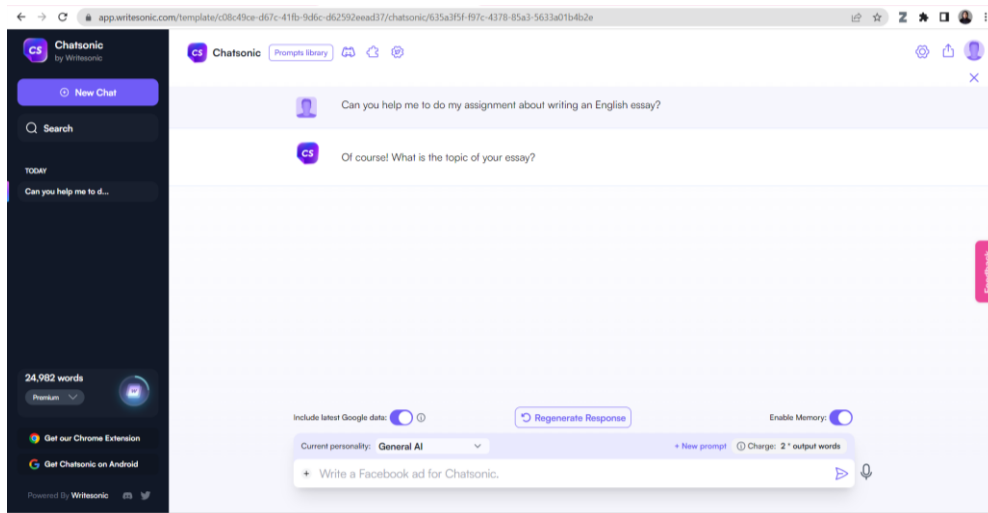 app.writesonic.com/template/c08c49ce-d67c-41fb-9d6c-d62592eead37/chatsonic/635a3f5f-f97c-4378-85a3-5633a01b4b2e
CS Chatsonic
by Writesonic
New Chat
Search
TODAY
Can you help me to d...
24,982 words
Premium
Get our Chrome Extension
Get Chatsonic on Android
Powered By Writesonic
CS Chatsonic Prompts library
Can you help me to do my assignment about writing an English essay?
CS Of course! What is the topic of your essay?
Feedback
Include latest Google data: Regenerate Response Enable Memory:
Current personality: General AI + New prompt Charge: 2 * output words
Write a Facebook ad for Chatsonic.